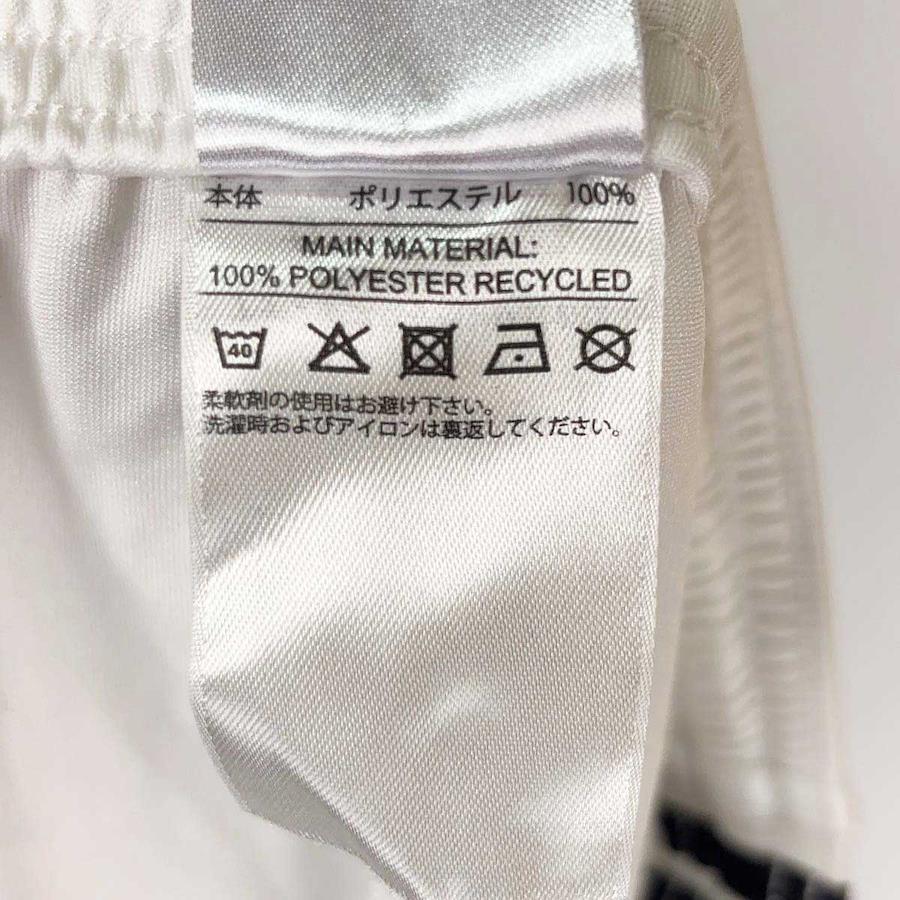 本体 ポリエステル 100%
MAIN MATERIAL:
100% POLYESTER RECYCLED
40
柔軟剤の使用はお避け下さい。
洗濯時およびアイロンは裏返してください。